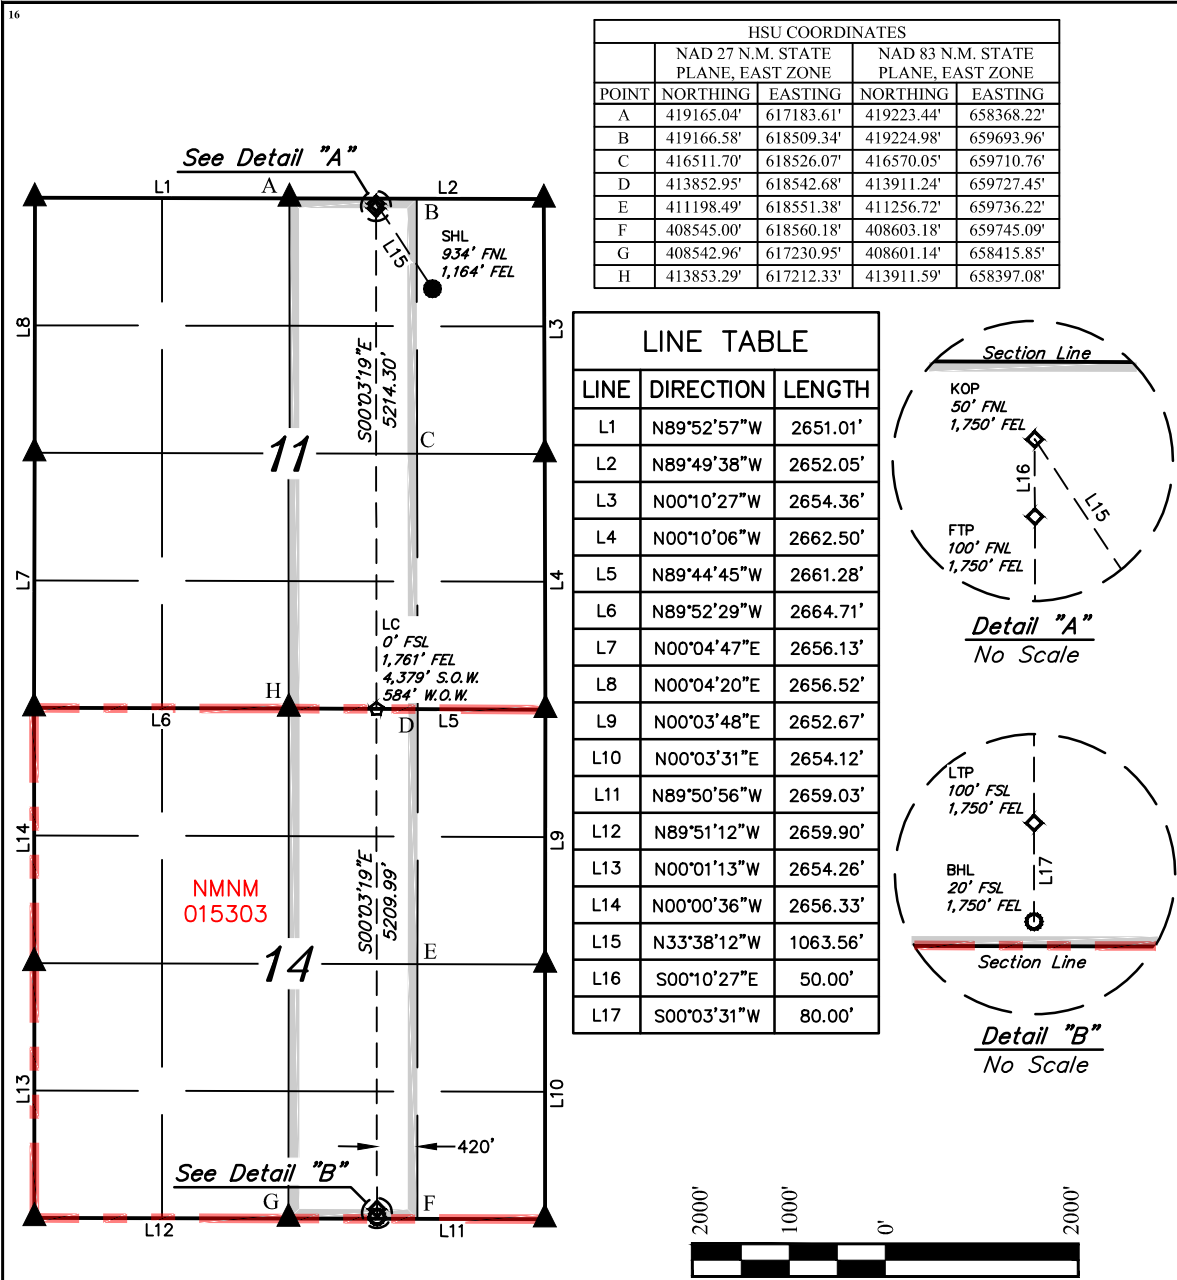 16
HSU COORDINATES
NAD 27 N.M. STATE PLANE, EAST ZONE NAD 83 N.M. STATE PLANE, EAST ZONE
POINT NORTHING EASTING NORTHING EASTING
A 419165.04' 617183.61' 419223.44' 658368.22'
B 419166.58' 618509.34' 419224.98' 659693.96'
C 416511.70' 618526.07' 416570.05' 659710.76'
D 413852.95' 618542.68' 413911.24' 659727.45'
E 411198.49' 618551.38' 411256.72' 659736.22'
F 408545.00' 618560.18' 408603.18' 659745.09'
G 408542.96' 617230.95' 408601.14' 658415.85'
H 413853.29' 617212.33' 413911.59' 658397.08'
See Detail "A"
L1
A
L2
B
SHL
934' FNL
1,164' FEL
L15
L8
L3
S00°03'19"E
5214.30'
C
11
L7
L4
LC
0' FSL
1,761' FEL
4,379' S.O.W.
584' W.O.W.
H
L6
D
L5
L14
L9
S00°03'19"E
5209.99'
NMNM
015303
E
14
L13
L10
420'
See Detail "B"
G
F
L12
L11
LINE TABLE
LINE DIRECTION LENGTH
L1 N89°52'57"W 2651.01'
L2 N89°49'38"W 2652.05'
L3 N00°10'27"W 2654.36'
L4 N00°10'06"W 2662.50'
L5 N89°44'45"W 2661.28'
L6 N89°52'29"W 2664.71'
L7 N00°04'47"E 2656.13'
L8 N00°04'20"E 2656.52'
L9 N00°03'48"E 2652.67'
L10 N00°03'31"E 2654.12'
L11 N89°50'56"W 2659.03'
L12 N89°51'12"W 2659.90'
L13 N00°01'13"W 2654.26'
L14 N00°00'36"W 2656.33'
L15 N33°38'12"W 1063.56'
L16 S00°10'27"E 50.00'
L17 S00°03'31"W 80.00'
Section Line
KOP
50' FNL
1,750' FEL
L16
L15
FTP
100' FNL
1,750' FEL
Detail "A"
No Scale
LTP
100' FSL
1,750' FEL
L17
BHL
20' FSL
1,750' FEL
Section Line
Detail "B"
No Scale
2000' 1000' 0' 2000'